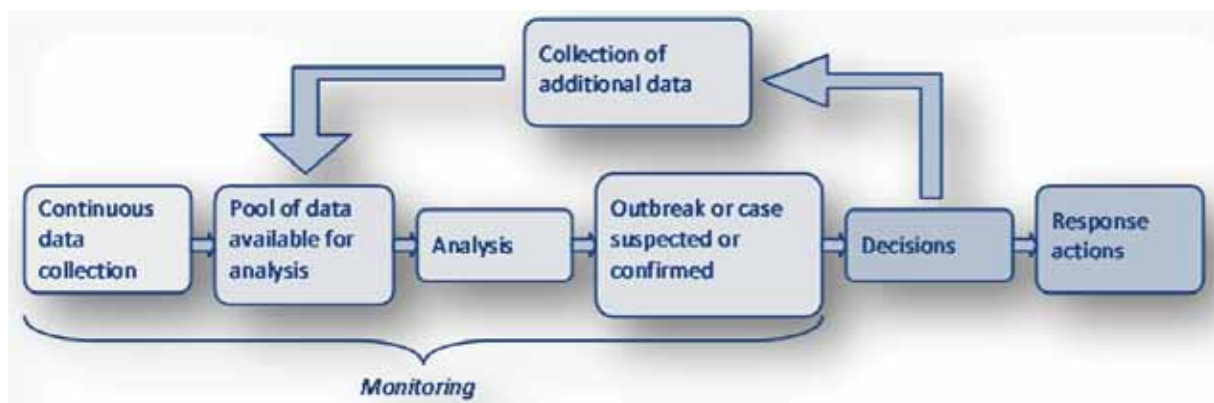 Collection of
additional data
Continuous
data
collection
Pool of data
available for
analysis
Analysis
Outbreak or case
suspected or
confirmed
Decisions
Response
actions
Monitoring